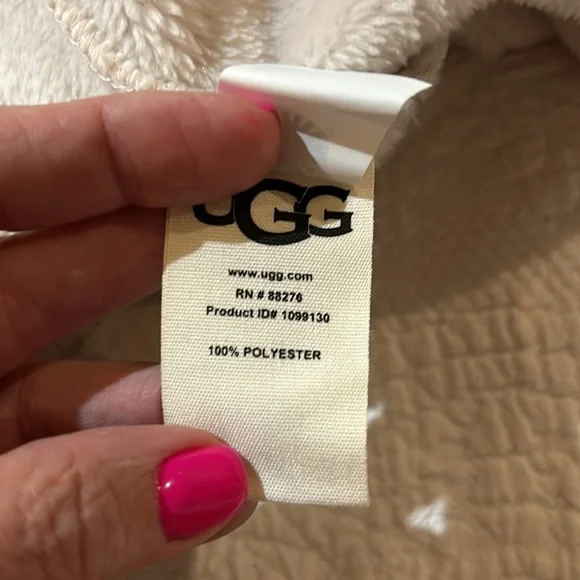 UGG
www.ugg.com
RN # 88276
Product ID# 1099130
100% POLYESTER